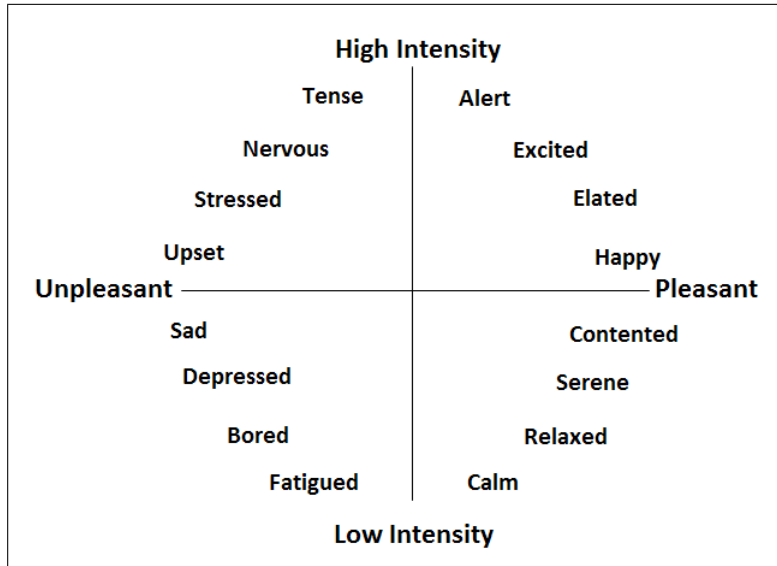 High Intensity
Tense Alert
Nervous Excited
Stressed Elated
Upset Happy
Unpleasant Pleasant
Sad Contented
Depressed Serene
Bored Relaxed
Fatigued Calm
Low Intensity